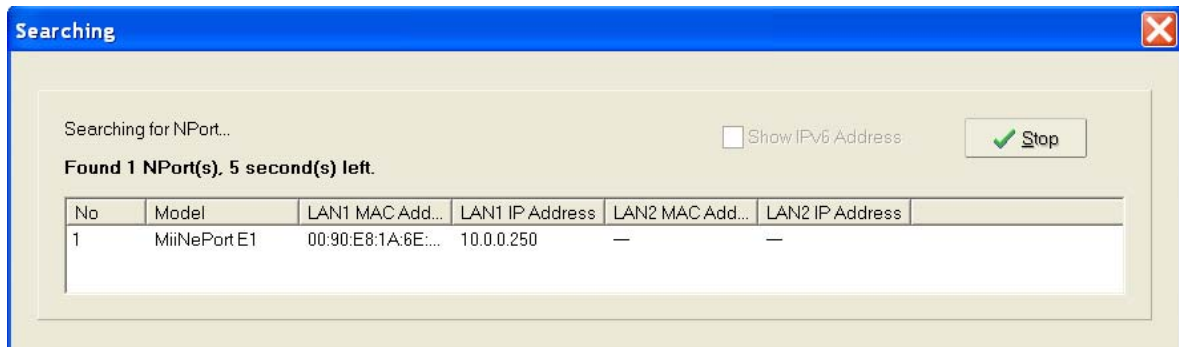 Searching
Searching for NPort...
Show IPv6 Address
Stop
Found 1 NPort(s), 5 second(s) left.
No Model LAN1 MAC Add... LAN1 IP Address LAN2 MAC Add... LAN2 IP Address
1 MiiNePort E1 00:90:E8:1A:6E:... 10.0.0.250 — —